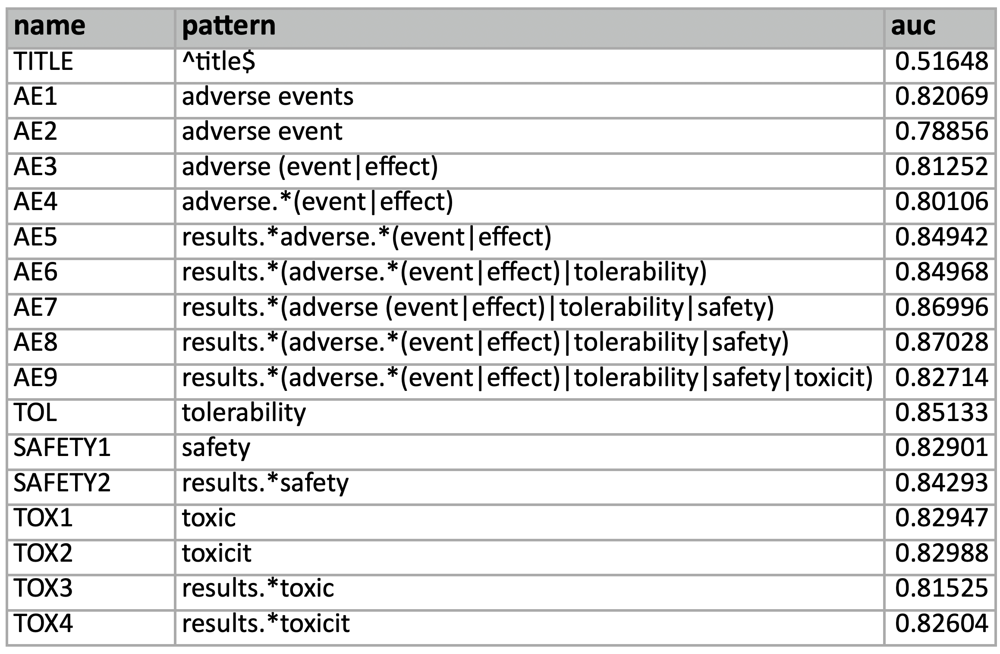 name pattern auc
TITLE ^title$ 0.51648
AE1 adverse events 0.82069
AE2 adverse event 0.78856
AE3 adverse (event|effect) 0.81252
AE4 adverse.*(event|effect) 0.80106
AE5 results.*adverse.*(event|effect) 0.84942
AE6 results.*(adverse.*(event|effect)|tolerability) 0.84968
AE7 results.*(adverse (event|effect)|tolerability|safety) 0.86996
AE8 results.*(adverse.*(event|effect)|tolerability|safety) 0.87028
AE9 results.*(adverse.*(event|effect)|tolerability|safety|toxicit) 0.82714
TOL tolerability 0.85133
SAFETY1 safety 0.82901
SAFETY2 results.*safety 0.84293
TOX1 toxic 0.82947
TOX2 toxicit 0.82988
TOX3 results.*toxic 0.81525
TOX4 results.*toxicit 0.82604